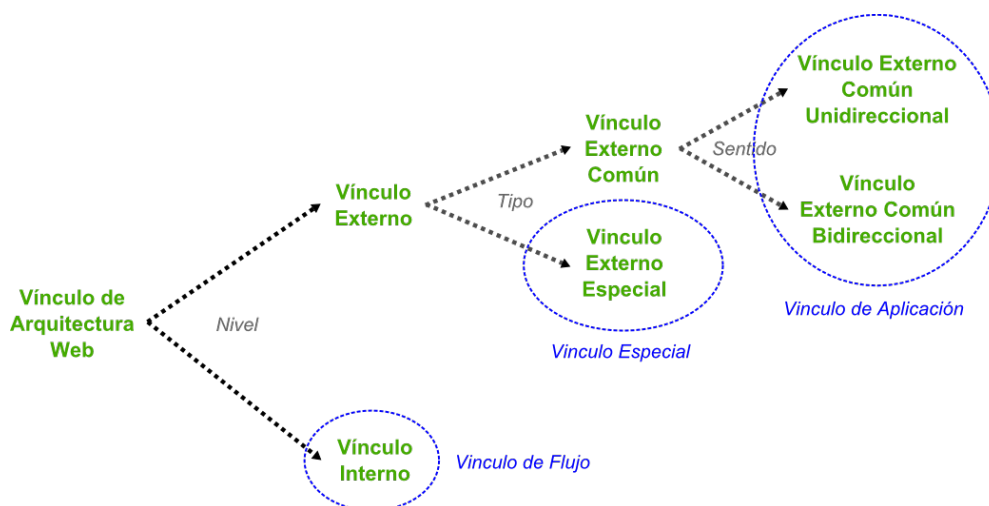 Vínculo Externo
Común
Unidireccional
Vínculo
Externo
Común
Sentido
Vínculo
Externo Común
Bidireccional
Vínculo
Externo
Tipo
Vinculo
Externo
Especial
Vinculo de Aplicación
Vínculo de
Arquitectura
Web
Nivel
Vinculo Especial
Vínculo
Interno
Vinculo de Flujo